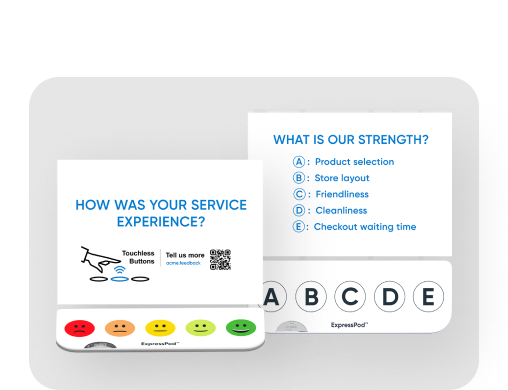 HOW WAS YOUR SERVICE
EXPERIENCE?
Touchless
Buttons
Tell us more
acme.feedback
ExpressPod™
WHAT IS OUR STRENGTH?
A : Product selection
B : Store layout
C : Friendliness
D : Cleanliness
E : Checkout waiting time
A B C D E
ExpressPod™